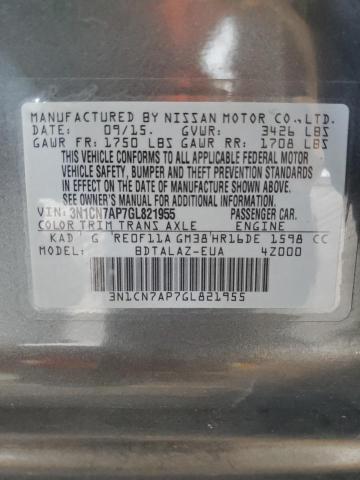 MANUFACTURED BY NISSAN MOTOR CO.,LTD.
DATE: 09/15. GVWR: 3426 LBS
GAWR FR: 1750 LBS GAWR RR: 1708 LBS
THIS VEHICLE CONFORMS TO ALL APPLICABLE FEDERAL MOTOR
VEHICLE SAFETY, BUMPER, AND THEFT PREVENTION STANDARDS
IN EFFECT ON THE DATE OF MANUFACTURE SHOWN ABOVE.
SEE OWNER'S MANUAL FOR ADDITIONAL INFORMATION.
VIN: 3N1CN7AP7GL821955 PASSENGER CAR.
COLOR TRIM TRANS AXLE ENGINE
KAD G RE0F11A GM38 HR16DE 1598 CC
MODEL: BDTALAZ-EUA 4Z000
3N1CN7AP7GL821955